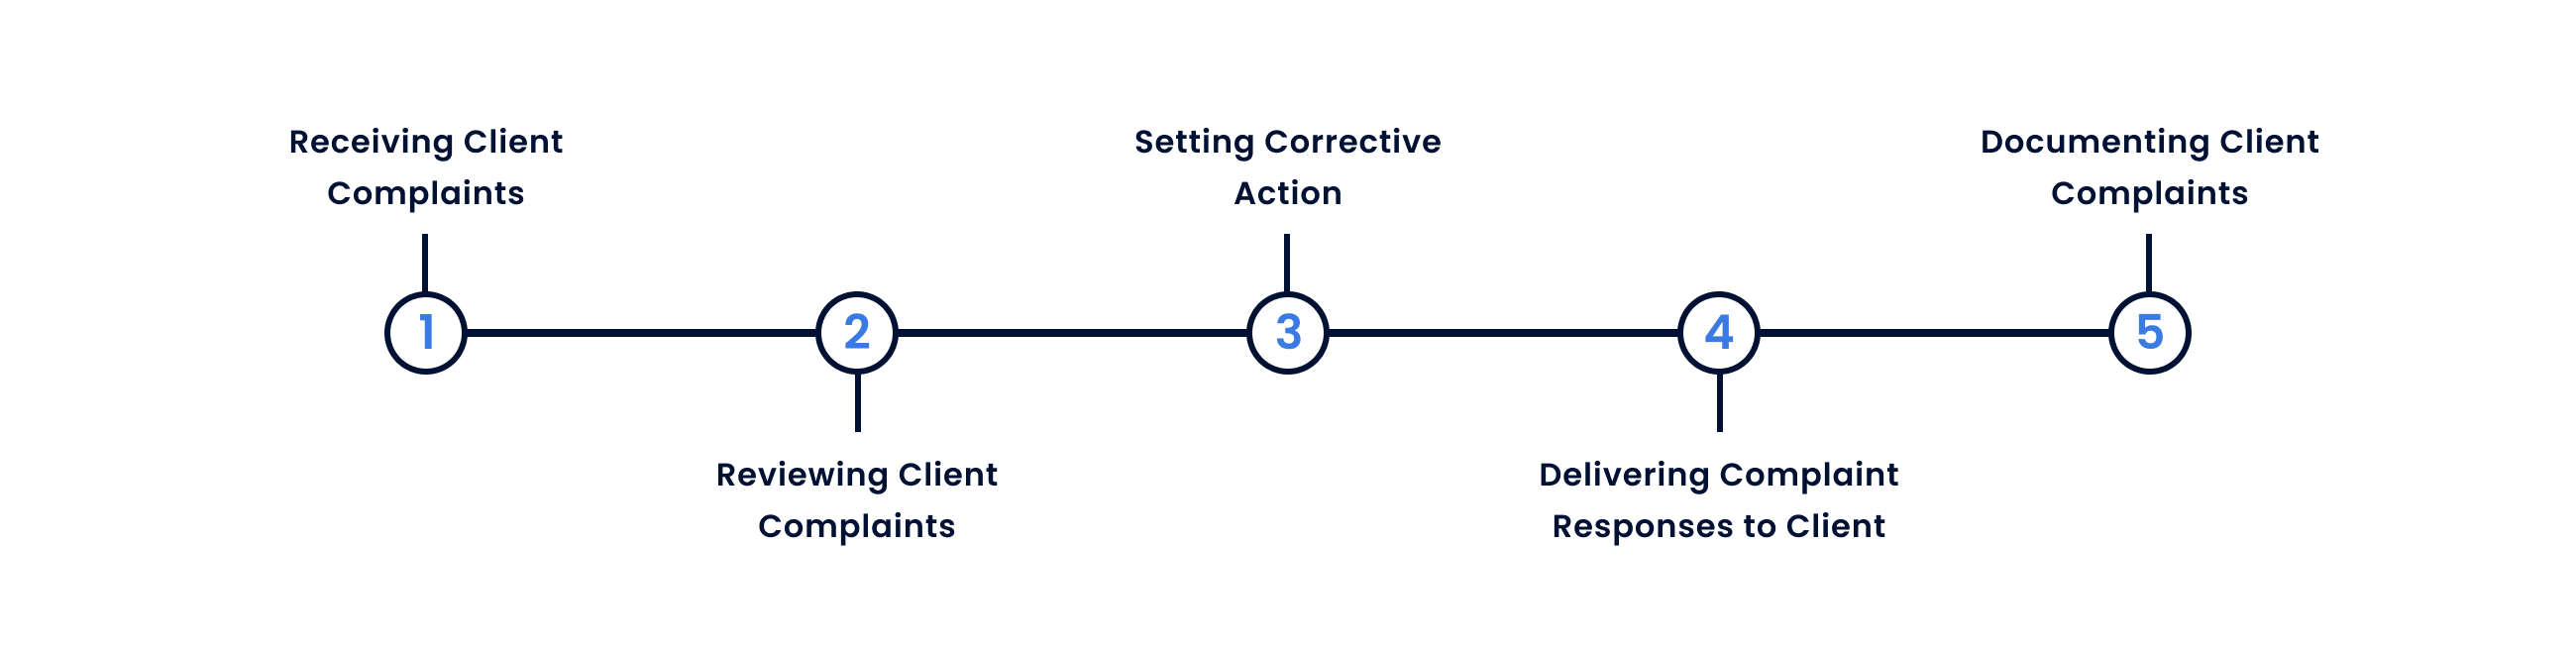 Receiving Client
Complaints
1
2
Reviewing Client
Complaints
Setting Corrective
Action
3
4
Delivering Complaint
Responses to Client
Documenting Client
Complaints
5